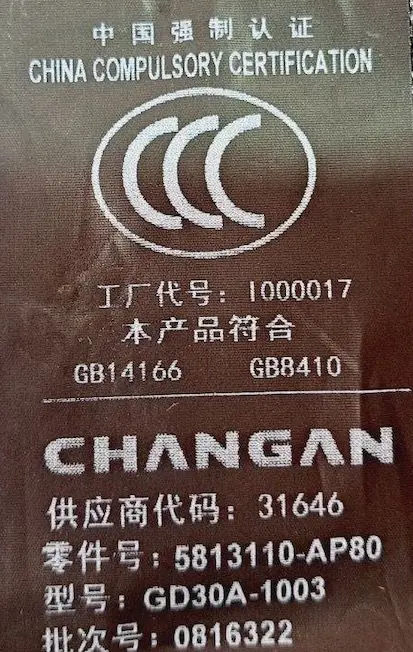 中国强制认证
CHINA COMPULSORY CERTIFICATION
CCC
工厂代号: I000017
本产品符合
GB14166 GB8410
CHANGAN
供应商代码: 31646
零件号: 5813110-AP80
型号: GD30A-1003
批次号: 0816322